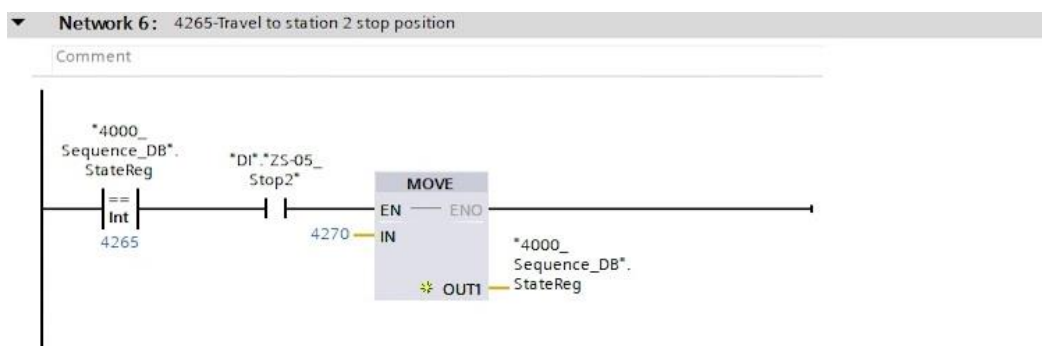 Network 6: 4265-Travel to station 2 stop position
Comment
"4000_
Sequence_DB".
StateReg
==
Int
4265
"DI"."ZS-05_
Stop2"
MOVE
EN ENO
4270 IN
OUT1
"4000_
Sequence_DB".
StateReg